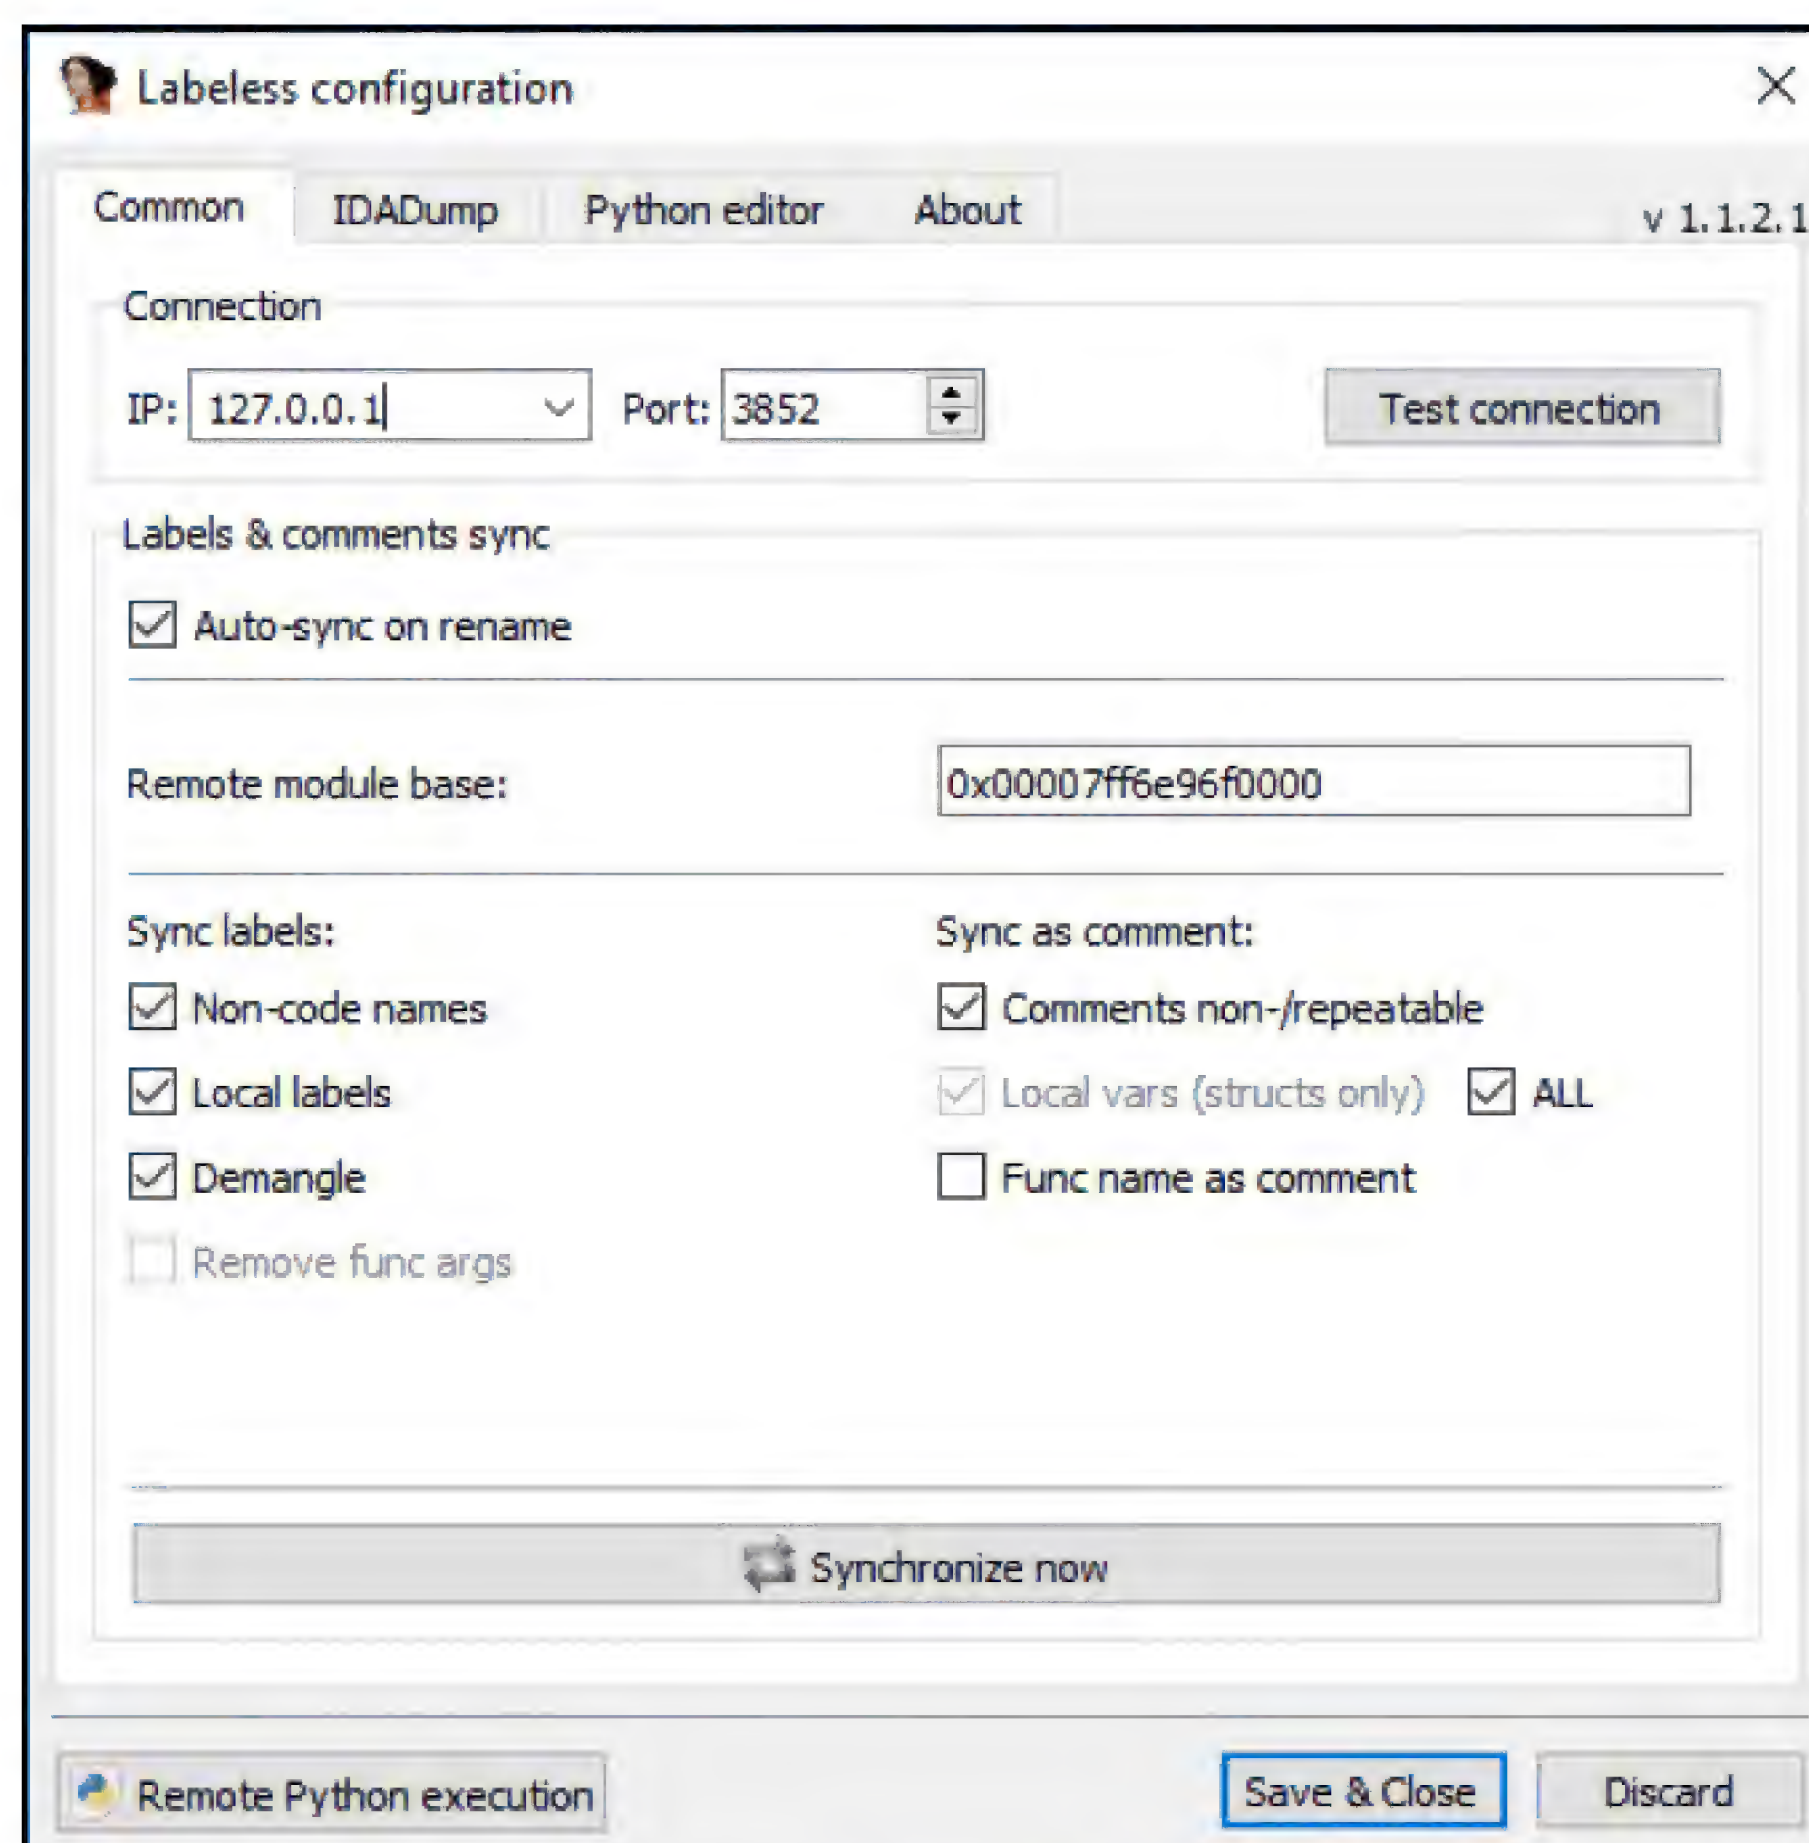 Labeless configuration
Common IDADump Python editor About v 1.1.2.1
Connection
IP: 127.0.0.1 Port: 3852 Test connection
Labels & comments sync
Auto-sync on rename
Remote module base: 0x00007ff6e96f0000
Sync labels: Sync as comment:
Non-code names Comments non-/repeatable
Local labels Local vars (structs only) ALL
Demangle Func name as comment
Remove func args
Synchronize now
Remote Python execution Save & Close Discard